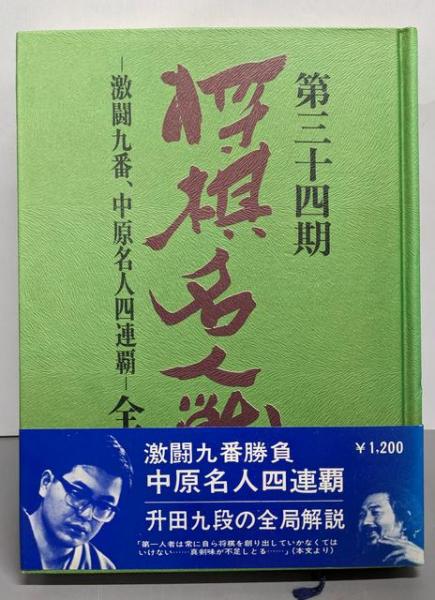 第三十四期
将棋名人戦
―激闘九番、中原名人四連覇―全
激闘九番勝負
¥1,200
中原名人四連覇
升田九段の全局解説
「第一人者は常に自ら将棋を創り出していかなくては
いけない……真剣味が不足しとる……」(本文より)